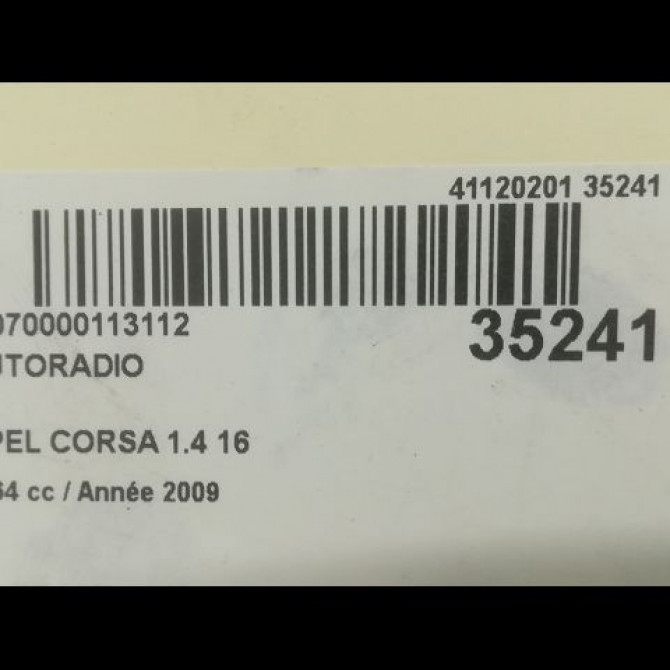 41120201 35241
070000113112
35241
UTORADIO
PEL CORSA 1.4 16
64 cc / Année 2009